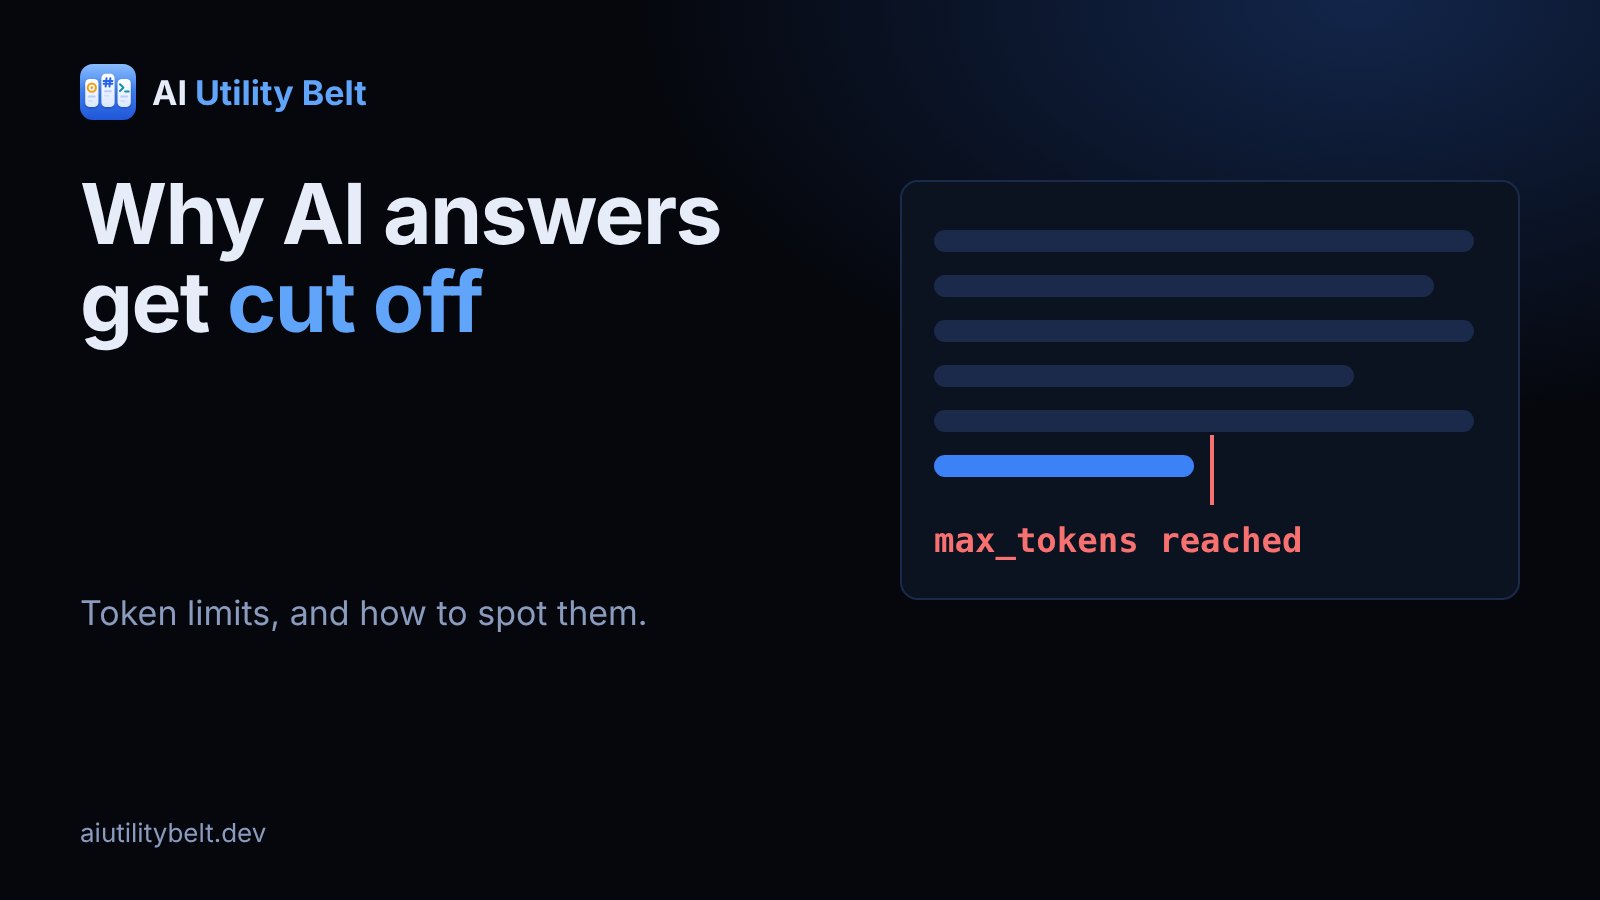 AI Utility Belt
Why AI answers
get cut off
Token limits, and how to spot them.
max_tokens reached
aiutilitybelt.dev